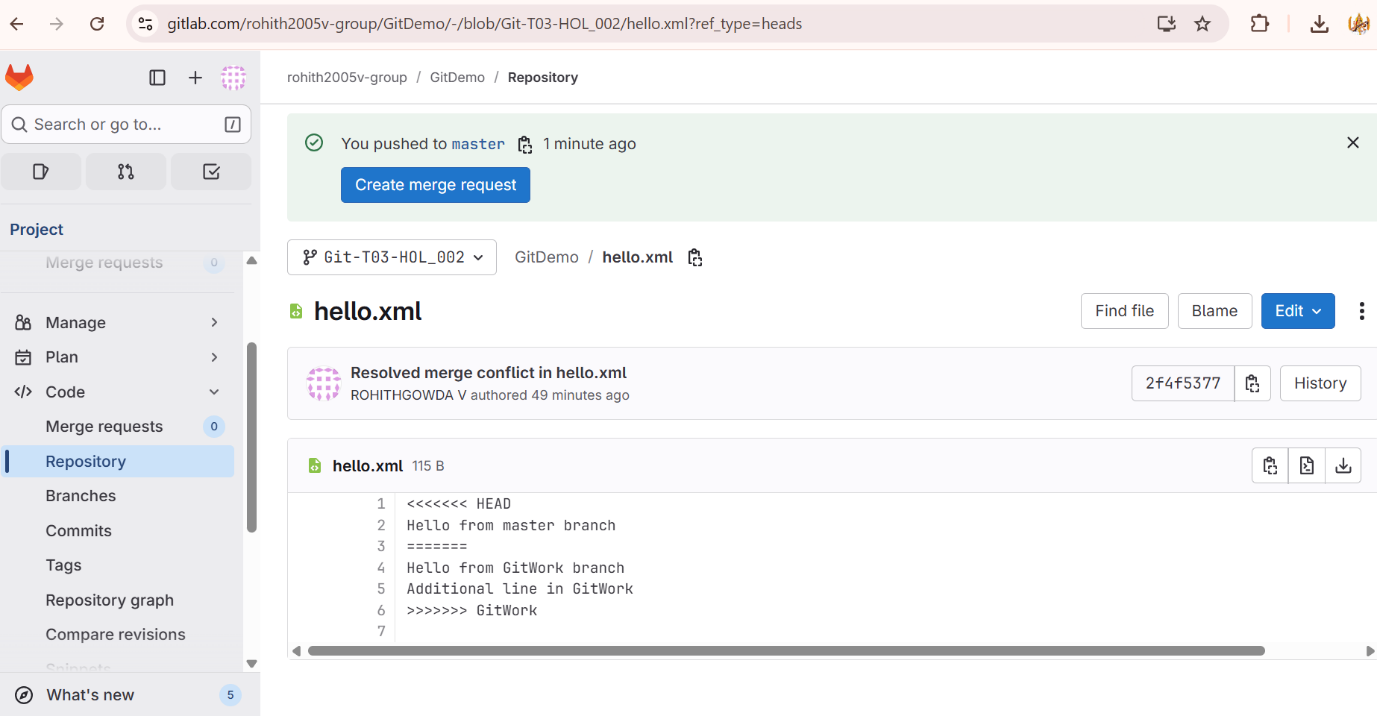 gitlab.com/rohith2005v-group/GitDemo/-/blob/Git-T03-HOL_002/hello.xml?ref_type=heads
rohith2005v-group / GitDemo / Repository
Search or go to... /
You pushed to master 1 minute ago
Create merge request
Project
Merge requests 0
Git-T03-HOL_002 GitDemo / hello.xml
hello.xml
Find file Blame Edit
Manage
Plan
Code
Merge requests 0
Repository
Branches
Commits
Tags
Repository graph
Compare revisions
Snippets
What's new 5
Resolved merge conflict in hello.xml
ROHITHGOWDA V authored 49 minutes ago
2f4f5377 History
hello.xml 115 B
1 <<<<<<< HEAD
2 Hello from master branch
3 =======
4 Hello from GitWork branch
5 Additional line in GitWork
6 >>>>>>> GitWork
7